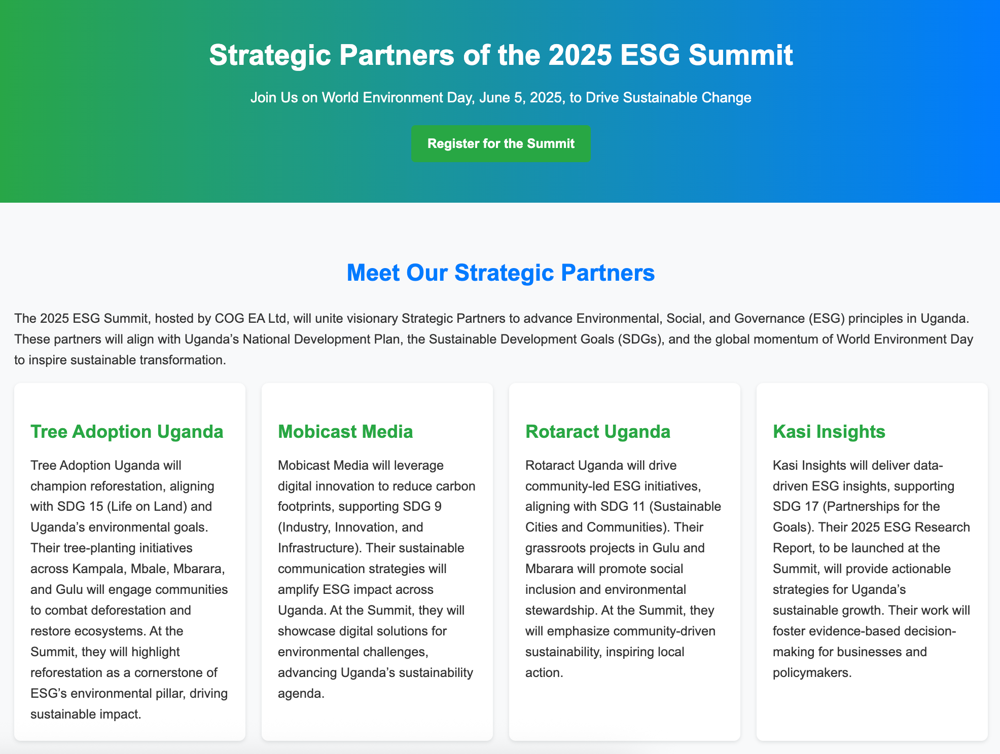 Strategic Partners of the 2025 ESG Summit
Join Us on World Environment Day, June 5, 2025, to Drive Sustainable Change
Register for the Summit
Meet Our Strategic Partners
The 2025 ESG Summit, hosted by COG EA Ltd, will unite visionary Strategic Partners to advance Environmental, Social, and Governance (ESG) principles in Uganda.
These partners will align with Uganda’s National Development Plan, the Sustainable Development Goals (SDGs), and the global momentum of World Environment Day
to inspire sustainable transformation.
Tree Adoption Uganda
Tree Adoption Uganda will
champion reforestation, aligning
with SDG 15 (Life on Land) and
Uganda’s environmental goals.
Their tree-planting initiatives
across Kampala, Mbale, Mbarara,
and Gulu will engage communities
to combat deforestation and
restore ecosystems. At the
Summit, they will highlight
reforestation as a cornerstone of
ESG’s environmental pillar, driving
sustainable impact.
Mobicast Media
Mobicast Media will leverage
digital innovation to reduce carbon
footprints, supporting SDG 9
(Industry, Innovation, and
Infrastructure). Their sustainable
communication strategies will
amplify ESG impact across
Uganda. At the Summit, they will
showcase digital solutions for
environmental challenges,
advancing Uganda’s sustainability
agenda.
Rotaract Uganda
Rotaract Uganda will drive
community-led ESG initiatives,
aligning with SDG 11 (Sustainable
Cities and Communities). Their
grassroots projects in Gulu and
Mbarara will promote social
inclusion and environmental
stewardship. At the Summit, they
will emphasize community-driven
sustainability, inspiring local
action.
Kasi Insights
Kasi Insights will deliver data-
driven ESG insights, supporting
SDG 17 (Partnerships for the
Goals). Their 2025 ESG Research
Report, to be launched at the
Summit, will provide actionable
strategies for Uganda’s
sustainable growth. Their work will
foster evidence-based decision-
making for businesses and
policymakers.